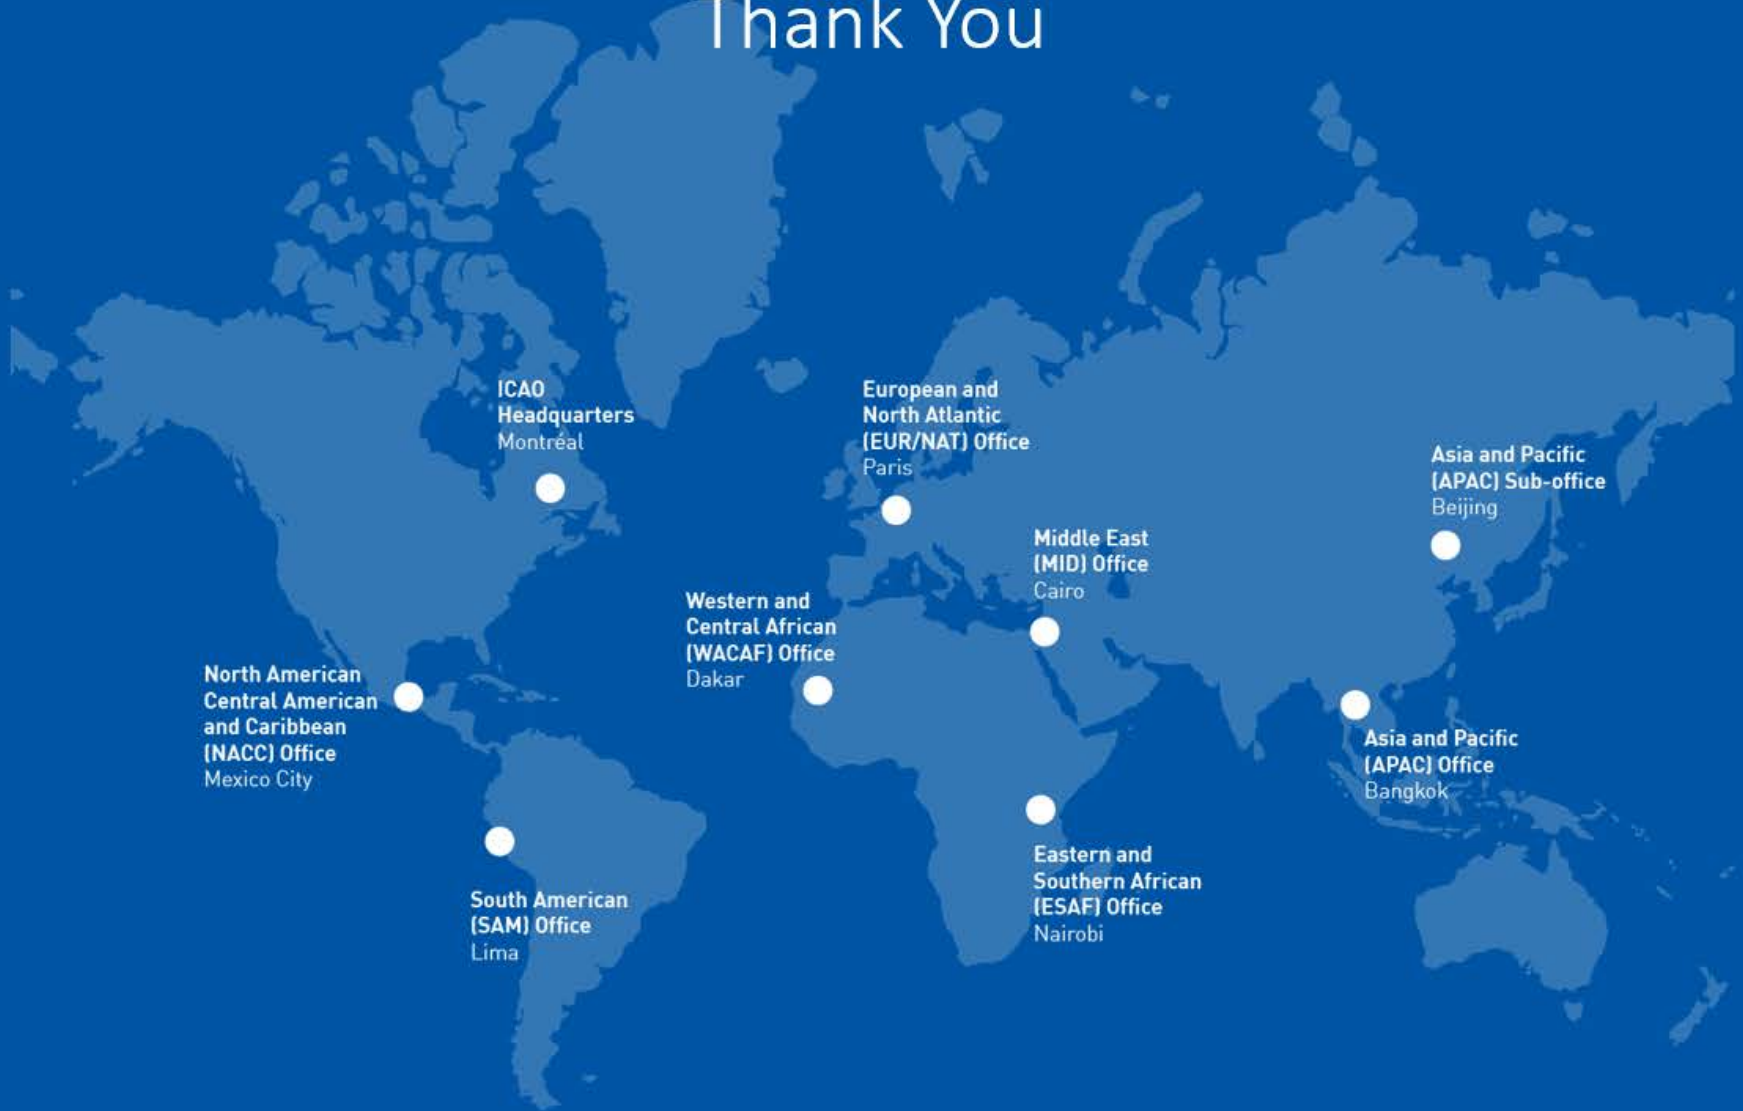 Thank You
ICAO
Headquarters
Montréal
European and
North Atlantic
(EUR/NAT) Office
Paris
Asia and Pacific
(APAC) Sub-office
Beijing
Middle East
(MID) Office
Cairo
Western and
Central African
(WACAF) Office
Dakar
North American
Central American
and Caribbean
(NACC) Office
Mexico City
Asia and Pacific
(APAC) Office
Bangkok
South American
(SAM) Office
Lima
Eastern and
Southern African
(ESAF) Office
Nairobi